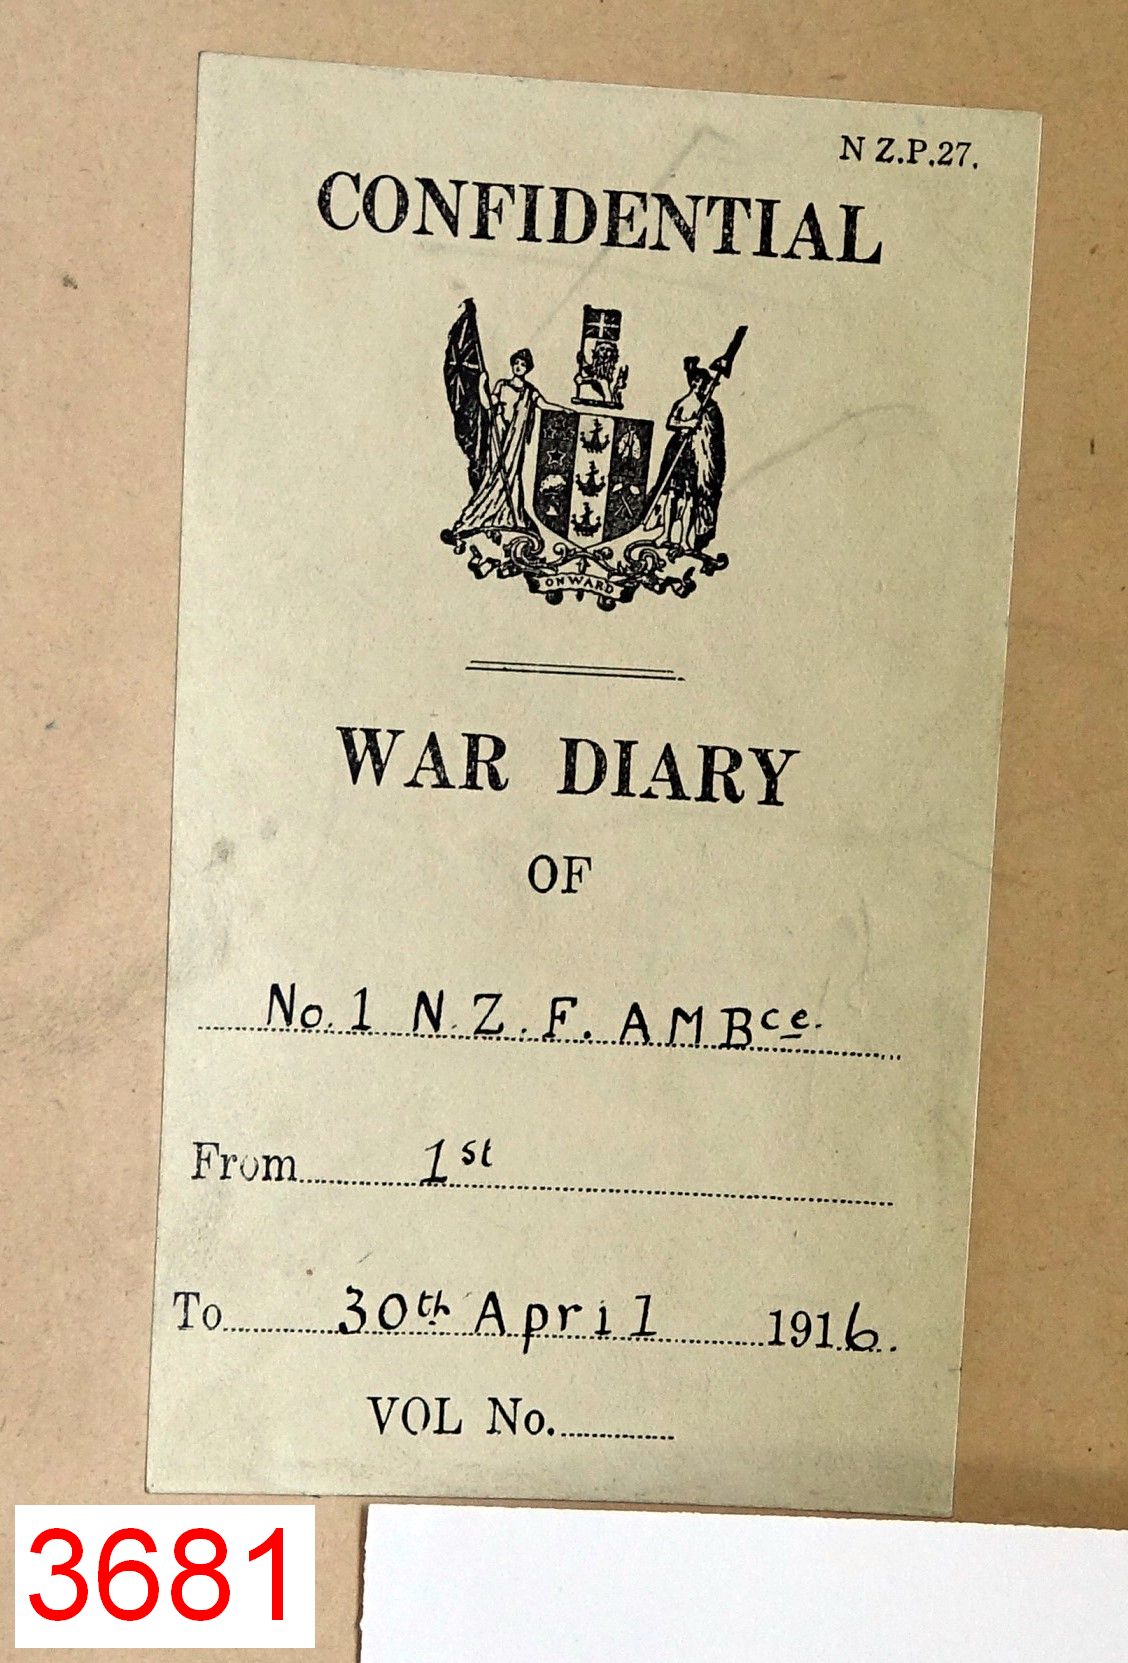 N Z.P.27.
CONFIDENTIAL
ONWARD
WAR DIARY
OF
No. 1 N. Z. F. AMBce.
From 1st
To 30th April 1916.
VOL No.
3681